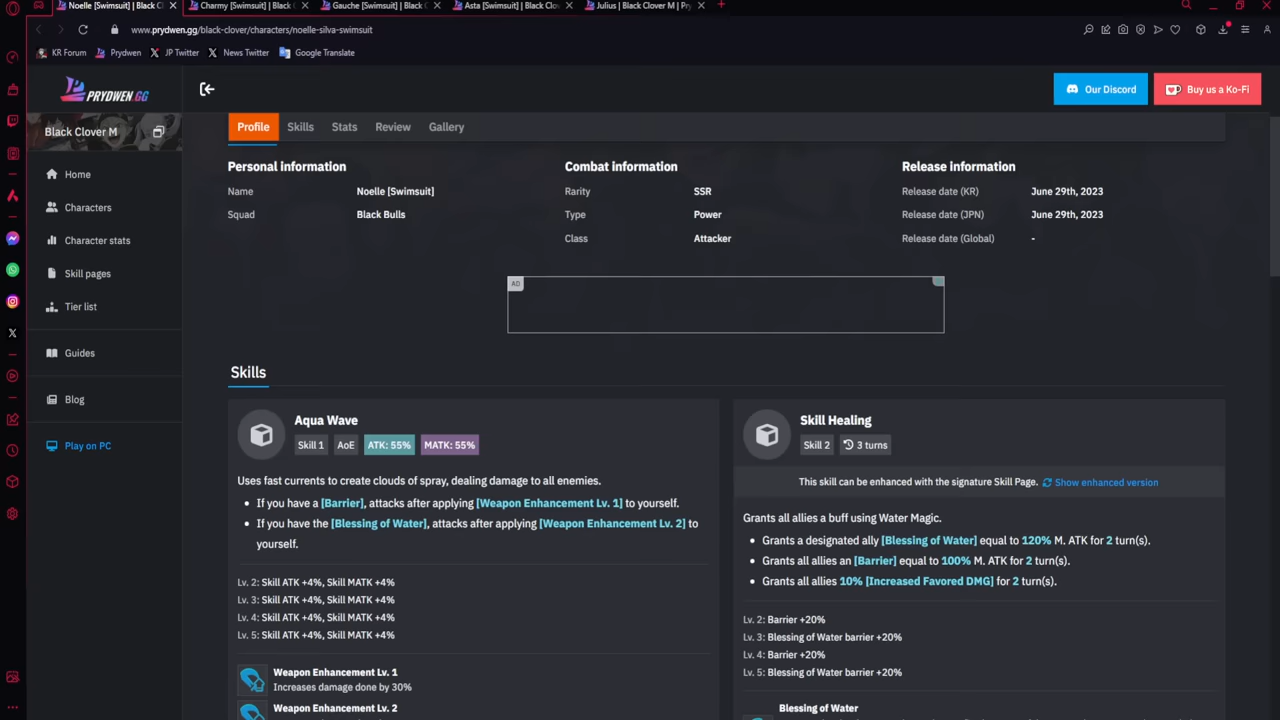 Noelle [Swimsuit] | Black C
Charmy [Swimsuit] | Black
Gauche [Swimsuit] | Black C
Asta [Swimsuit] | Black Clo
Julius | Black Clover M | Pry
www.prydwen.gg/black-clover/characters/noelle-silva-swimsuit
KR Forum
Prydwen
JP Twitter
News Twitter
Google Translate
PRYDWEN.GG
Our Discord
Buy us a Ko-Fi
Black Clover M
Home
Characters
Character stats
Skill pages
Tier list
Guides
Blog
Play on PC
Profile
Skills
Stats
Review
Gallery
Personal information
Name Noelle [Swimsuit]
Squad Black Bulls
Combat information
Rarity SSR
Type Power
Class Attacker
Release information
Release date (KR) June 29th, 2023
Release date (JPN) June 29th, 2023
Release date (Global) -
AD
Skills
Aqua Wave
Skill 1 AoE ATK: 55% MATK: 55%
Uses fast currents to create clouds of spray, dealing damage to all enemies.
• If you have a [Barrier], attacks after applying [Weapon Enhancement Lv. 1] to yourself.
• If you have the [Blessing of Water], attacks after applying [Weapon Enhancement Lv. 2] to
yourself.
Lv. 2: Skill ATK +4%, Skill MATK +4%
Lv. 3: Skill ATK +4%, Skill MATK +4%
Lv. 4: Skill ATK +4%, Skill MATK +4%
Lv. 5: Skill ATK +4%, Skill MATK +4%
Weapon Enhancement Lv. 1
Increases damage done by 30%
Weapon Enhancement Lv. 2
Skill Healing
Skill 2 3 turns
This skill can be enhanced with the signature Skill Page. Show enhanced version
Grants all allies a buff using Water Magic.
• Grants a designated ally [Blessing of Water] equal to 120% M. ATK for 2 turn(s).
• Grants all allies an [Barrier] equal to 100% M. ATK for 2 turn(s).
• Grants all allies 10% [Increased Favored DMG] for 2 turn(s).
Lv. 2: Barrier +20%
Lv. 3: Blessing of Water barrier +20%
Lv. 4: Barrier +20%
Lv. 5: Blessing of Water barrier +20%
Blessing of Water